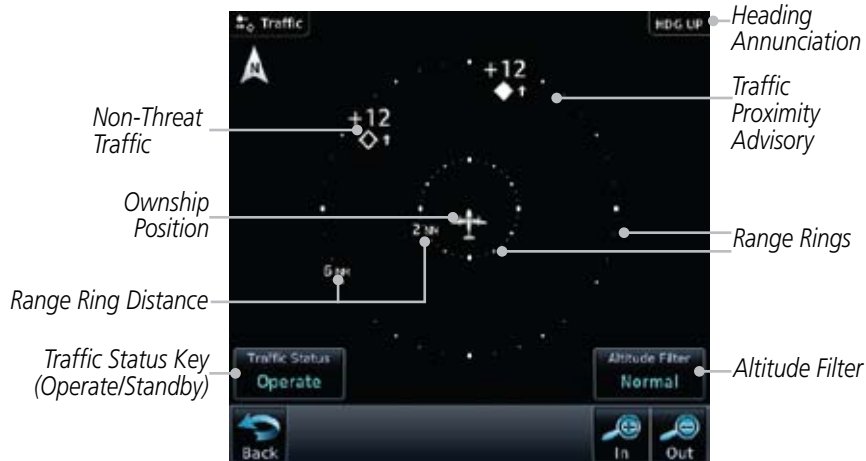 Traffic
HDG UP
Heading
Annunciation
N
+12
+12
Traffic
Proximity
Advisory
Non-Threat
Traffic
Ownship
Position
2 NM
Range Rings
6 NM
Range Ring Distance
Traffic Status Key
(Operate/Standby)
Traffic Status
Operate
Altitude Filter
Normal
Altitude Filter
Back
In
Out